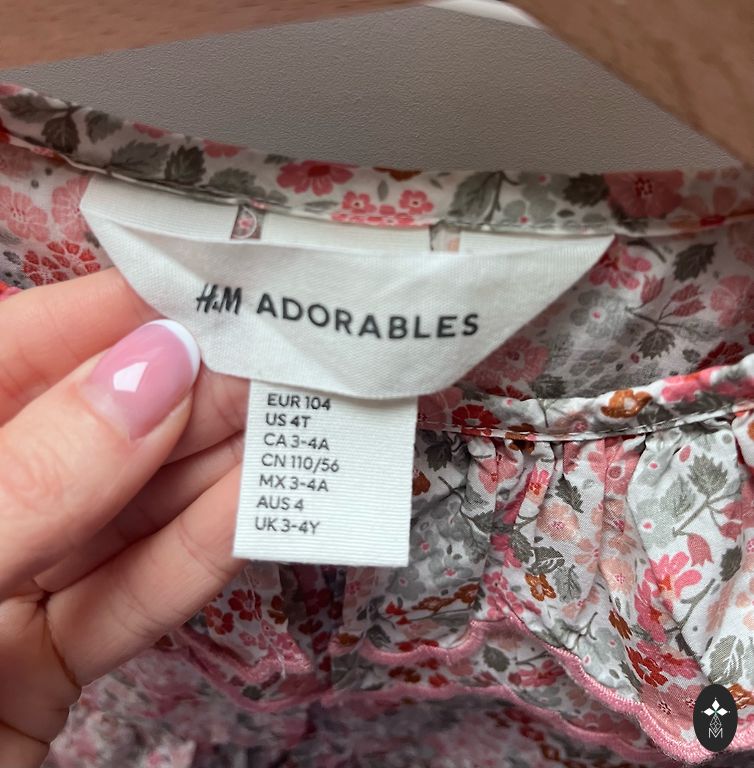 H&M ADORABLES
EUR 104
US 4T
CA 3-4A
CN 110/56
MX 3-4A
AUS 4
UK 3-4Y
M